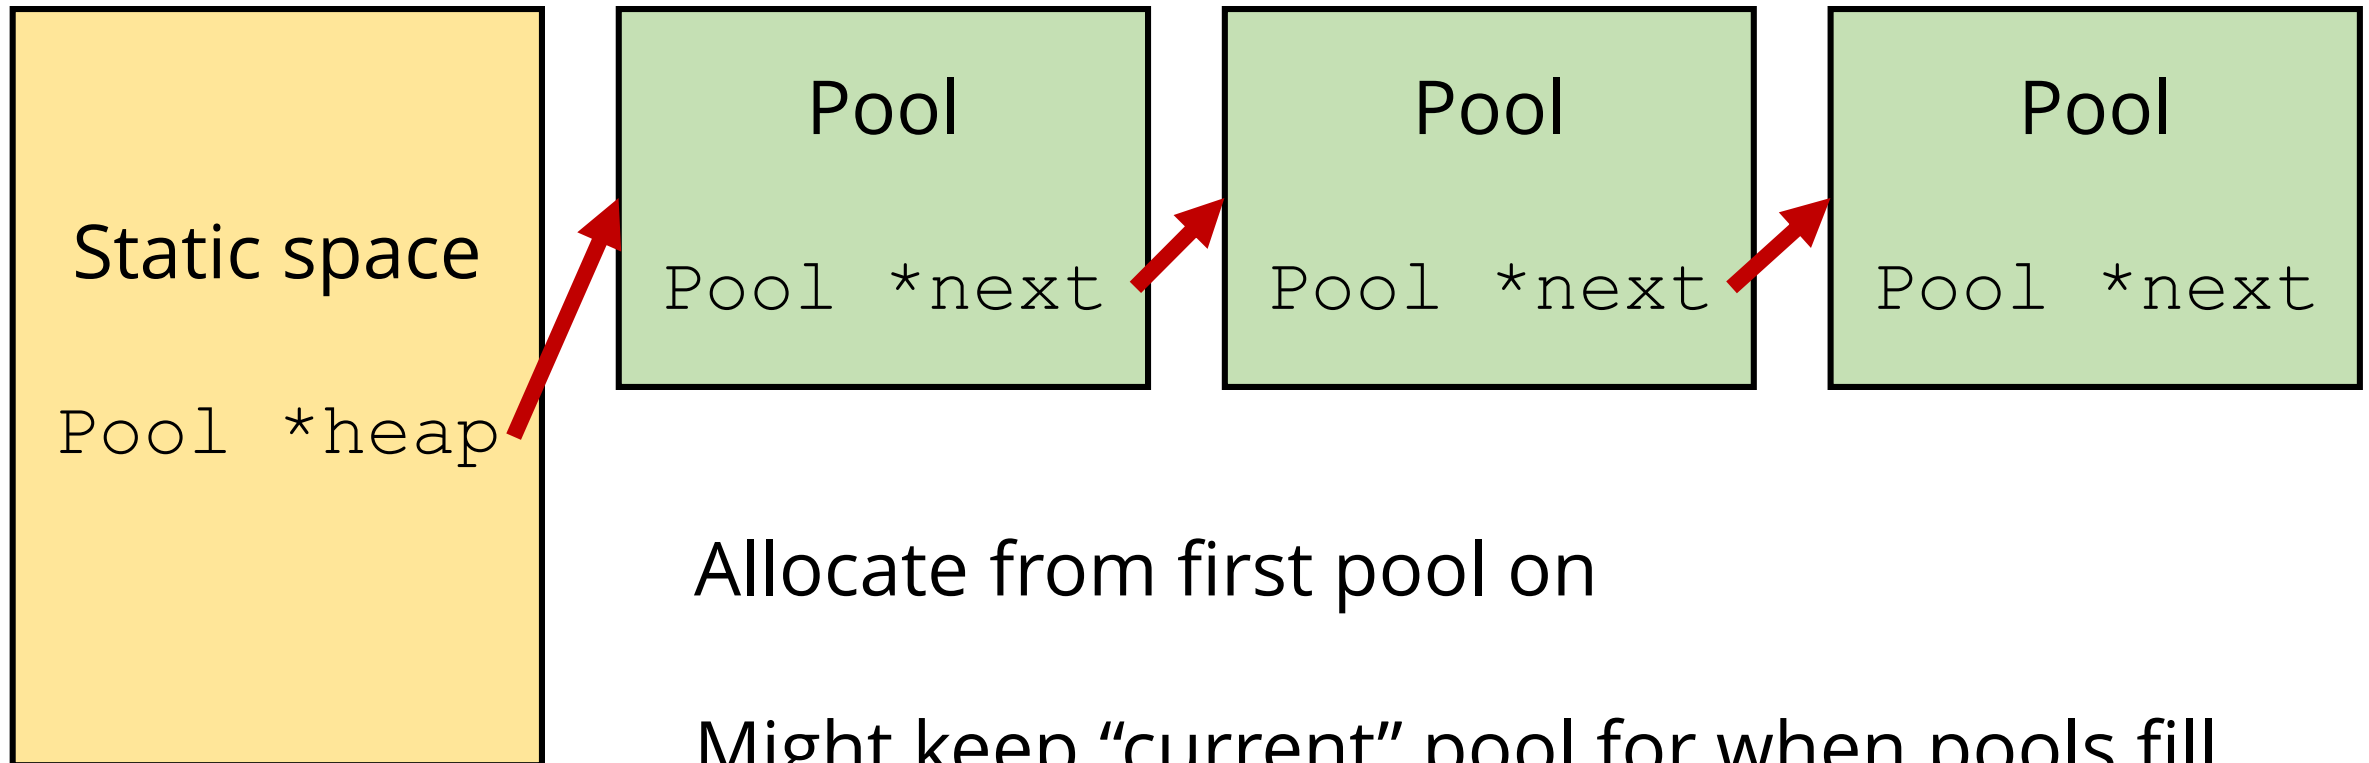 Static space
Pool *heap
Pool
Pool *next
Pool
Pool *next
Pool
Pool *next
Allocate from first pool on
Might keep “current” pool for when pools fill